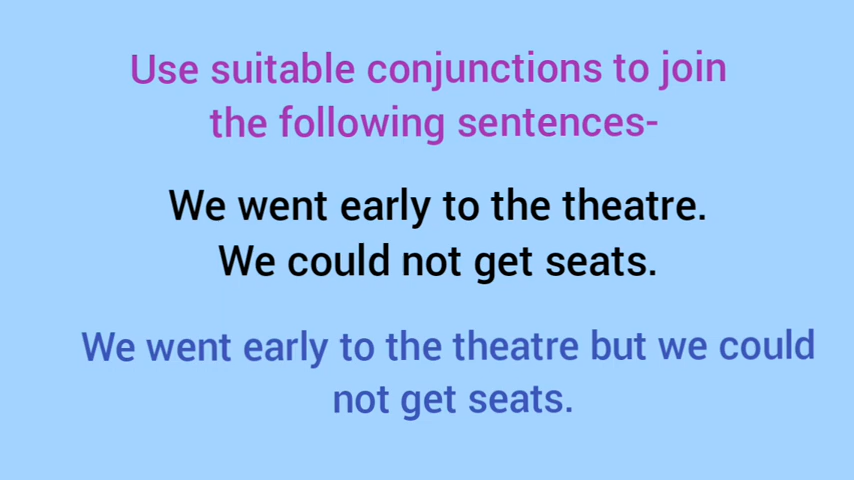 Use suitable conjunctions to join
the following sentences-
We went early to the theatre.
We could not get seats.
We went early to the theatre but we could
not get seats.